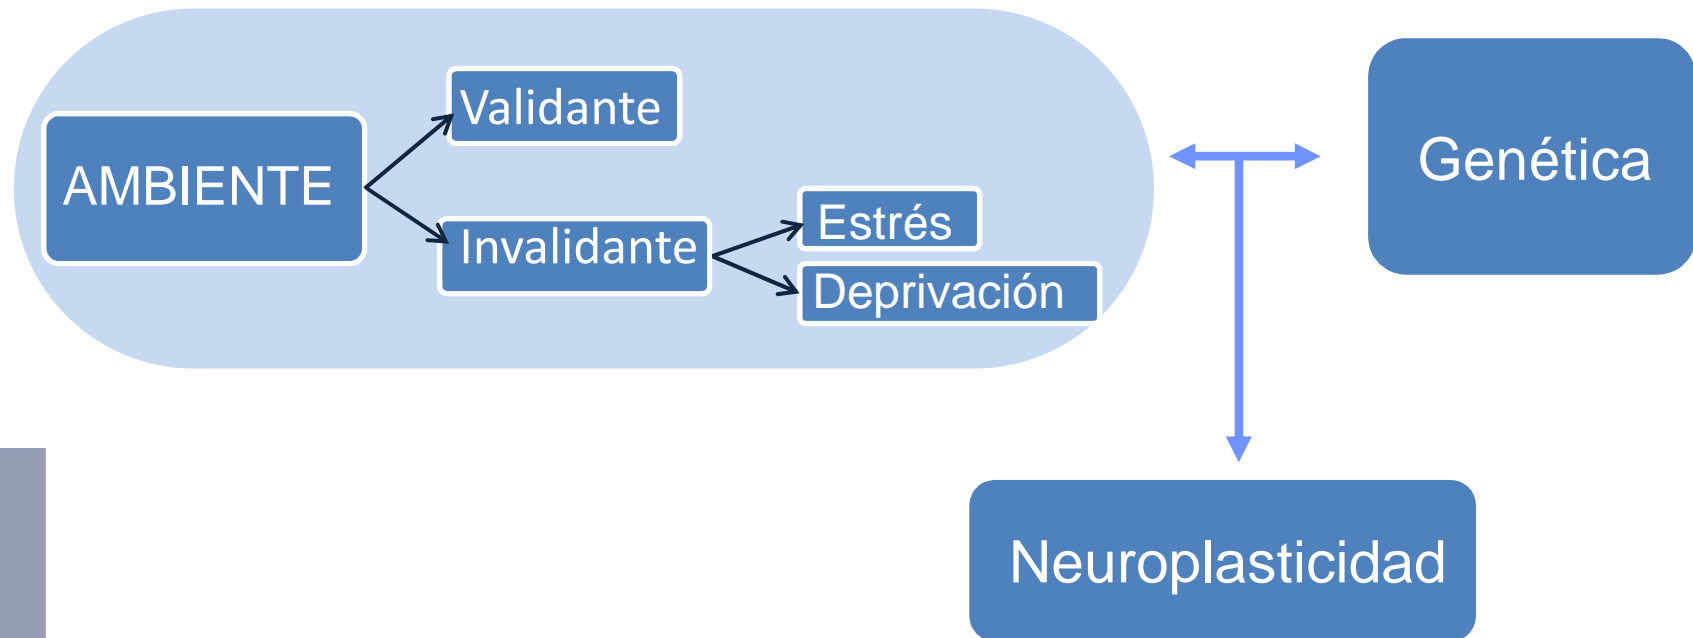 AMBIENTE
Validante
Invalidante
Estrés
Deprivación
Genética
Neuroplasticidad